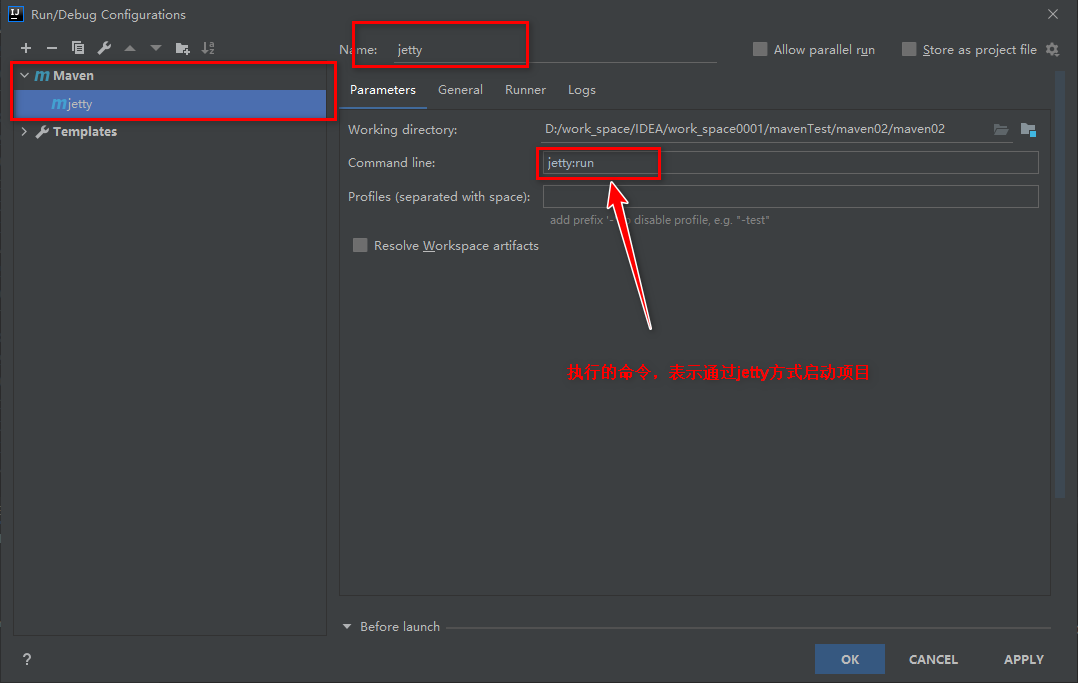 Run/Debug Configurations
Name: jetty
Allow parallel run
Store as project file
Maven
jetty
Templates
Parameters General Runner Logs
Working directory: D:/work_space/IDEA/work_space0001/mavenTest/maven02/maven02
Command line: jetty:run
Profiles (separated with space):
add prefix '- to disable profile, e.g. "-test"
Resolve Workspace artifacts
执行的命令，表示通过jetty方式启动项目
Before launch
?
OK CANCEL APPLY